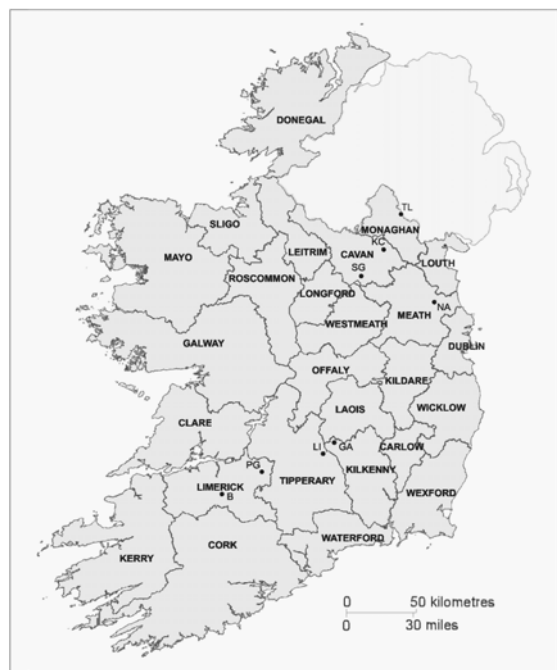 DONEGAL
TL
SLIGO
MONAGHAN
MAYO
LEITRIM
CAVAN
KC
LOUTH
ROSCOMMON
SG
LONGFORD
MEATH
NA
WESTMEATH
GALWAY
DUBLIN
OFFALY
KILDARE
LAOIS
WICKLOW
CLARE
LI
GA
CARLOW
PG
TIPPERARY
KILKENNY
LIMERICK
B
WEXFORD
WATERFORD
CORK
KERRY
0 50 kilometres
0 30 miles